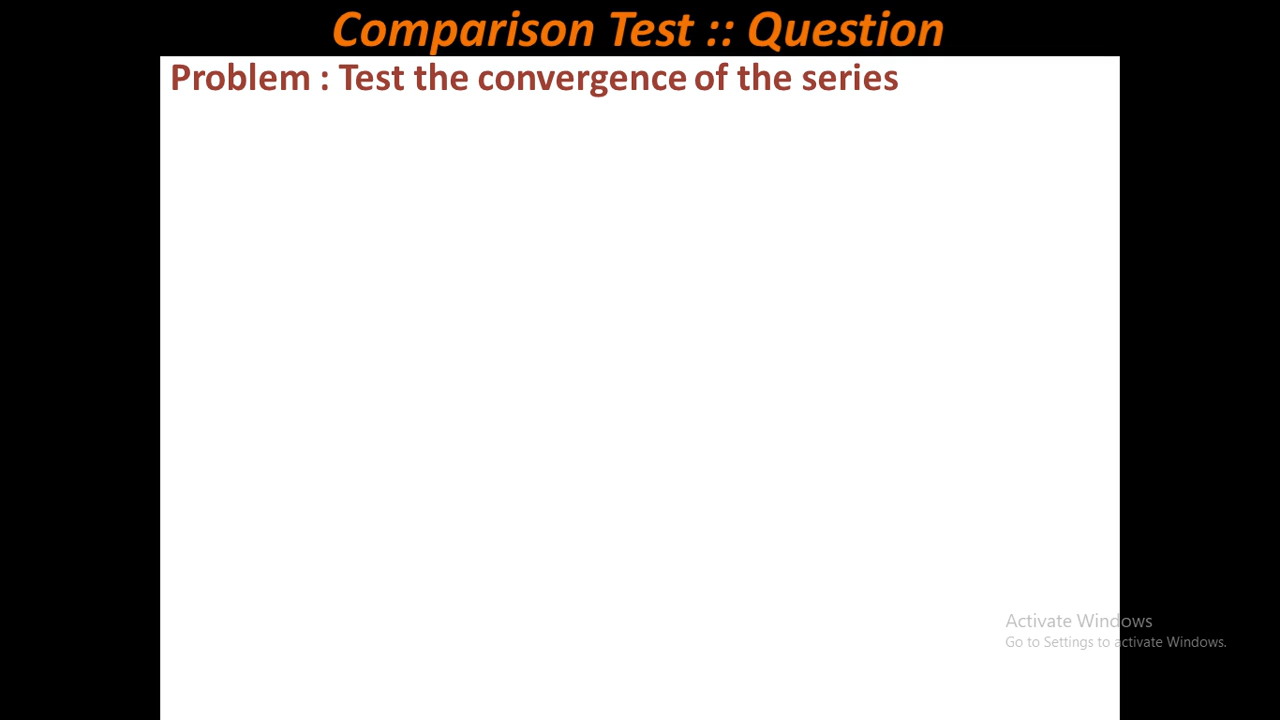 Comparison Test :: Question
Problem : Test the convergence of the series
Activate Windows
Go to Settings to activate Windows.